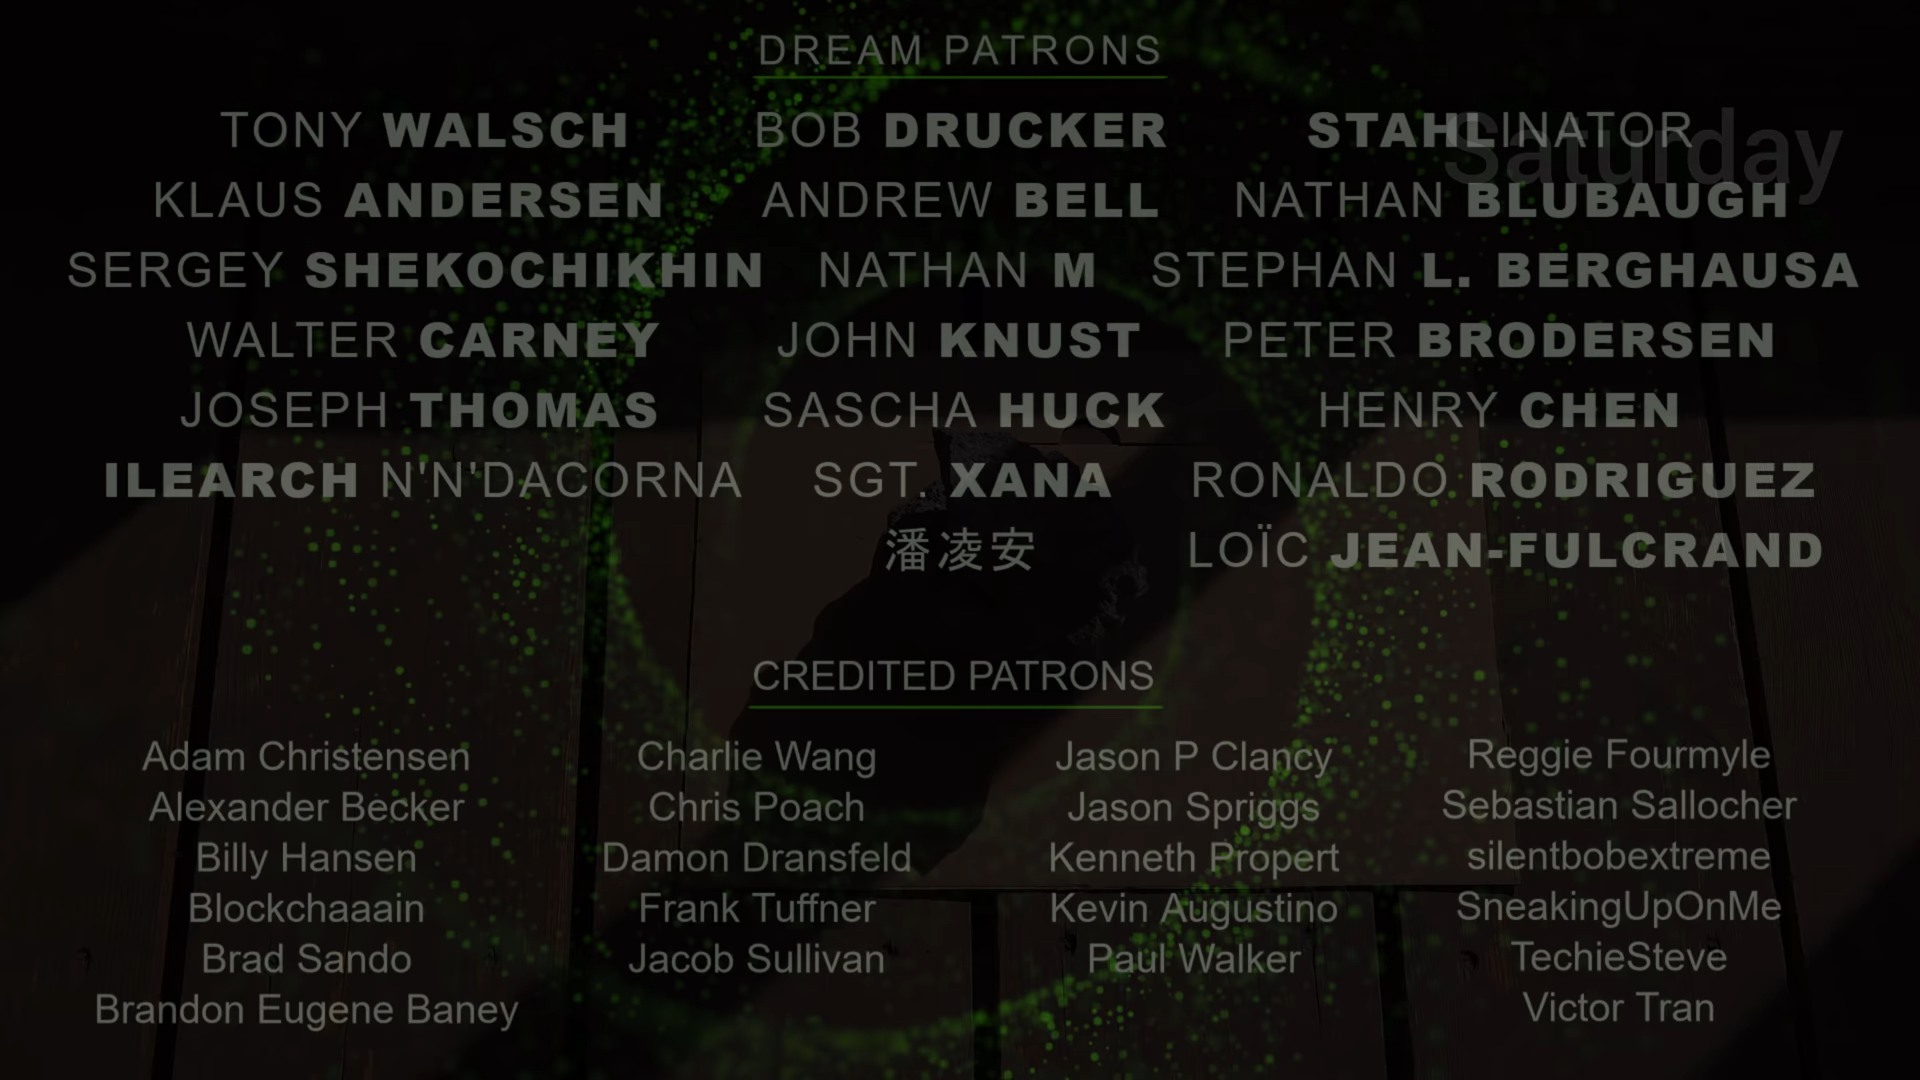 DREAM PATRONS
TONY WALSCH BOB DRUCKER STAHLINATOR
Saturday
KLAUS ANDERSEN ANDREW BELL NATHAN BLUBAUGH
SERGEY SHEKOCHIKHIN NATHAN M STEPHAN L. BERGHAUSA
WALTER CARNEY JOHN KNUST PETER BRODERSEN
JOSEPH THOMAS SASCHA HUCK HENRY CHEN
ILEARCH N'N'DACORNA SGT. XANA RONALDO RODRIGUEZ
潘凌安 LOÏC JEAN-FULCRAND
CREDITED PATRONS
Adam Christensen Charlie Wang Jason P Clancy Reggie Fourmyle
Alexander Becker Chris Poach Jason Spriggs Sebastian Sallocher
Billy Hansen Damon Dransfeld Kenneth Propert silentbobextreme
Blockchaaain Frank Tuffner Kevin Augustino SneakingUpOnMe
Brad Sando Jacob Sullivan Paul Walker TechieSteve
Brandon Eugene Baney Victor Tran